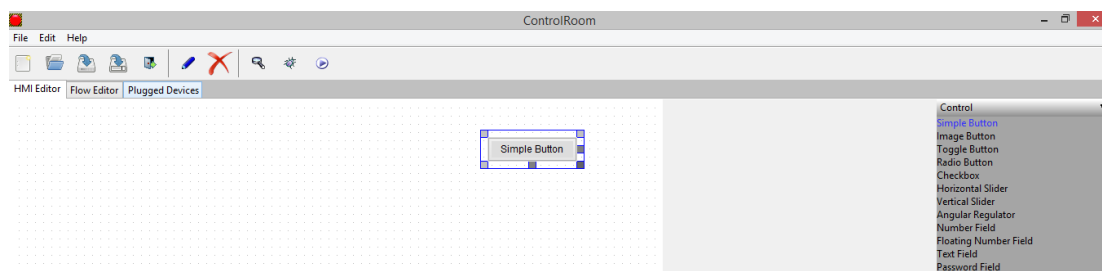 ControlRoom
File Edit Help
HMI Editor Flow Editor Plugged Devices
Simple Button
Control
Simple Button
Image Button
Toggle Button
Radio Button
Checkbox
Horizontal Slider
Vertical Slider
Angular Regulator
Number Field
Floating Number Field
Text Field
Password Field